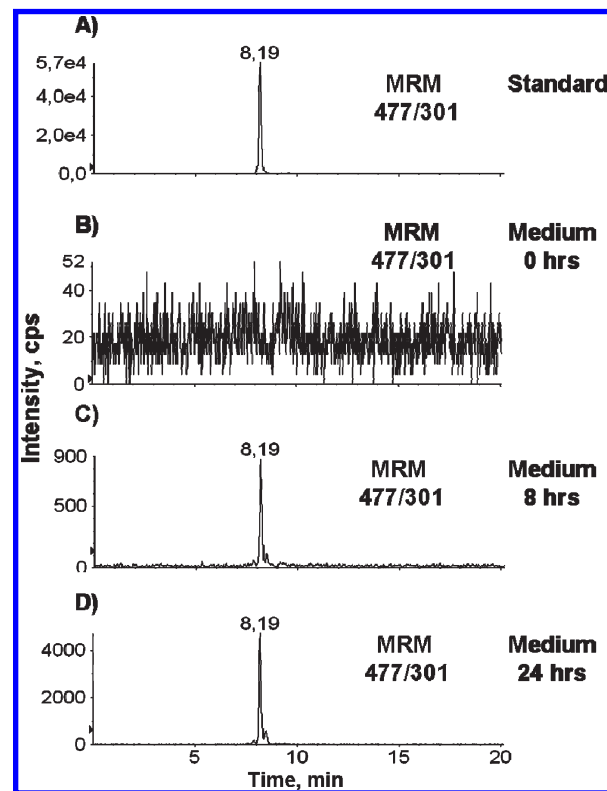 A)
8,19
5,7e4
4,0e4
2,0e4
0,0
MRM
477/301
Standard
B)
52
40
20
0
MRM
477/301
Medium
0 hrs
Intensity, cps
C)
8,19
900
500
0
MRM
477/301
Medium
8 hrs
D)
8,19
4000
2000
0
MRM
477/301
Medium
24 hrs
5
10
15
20
Time, min